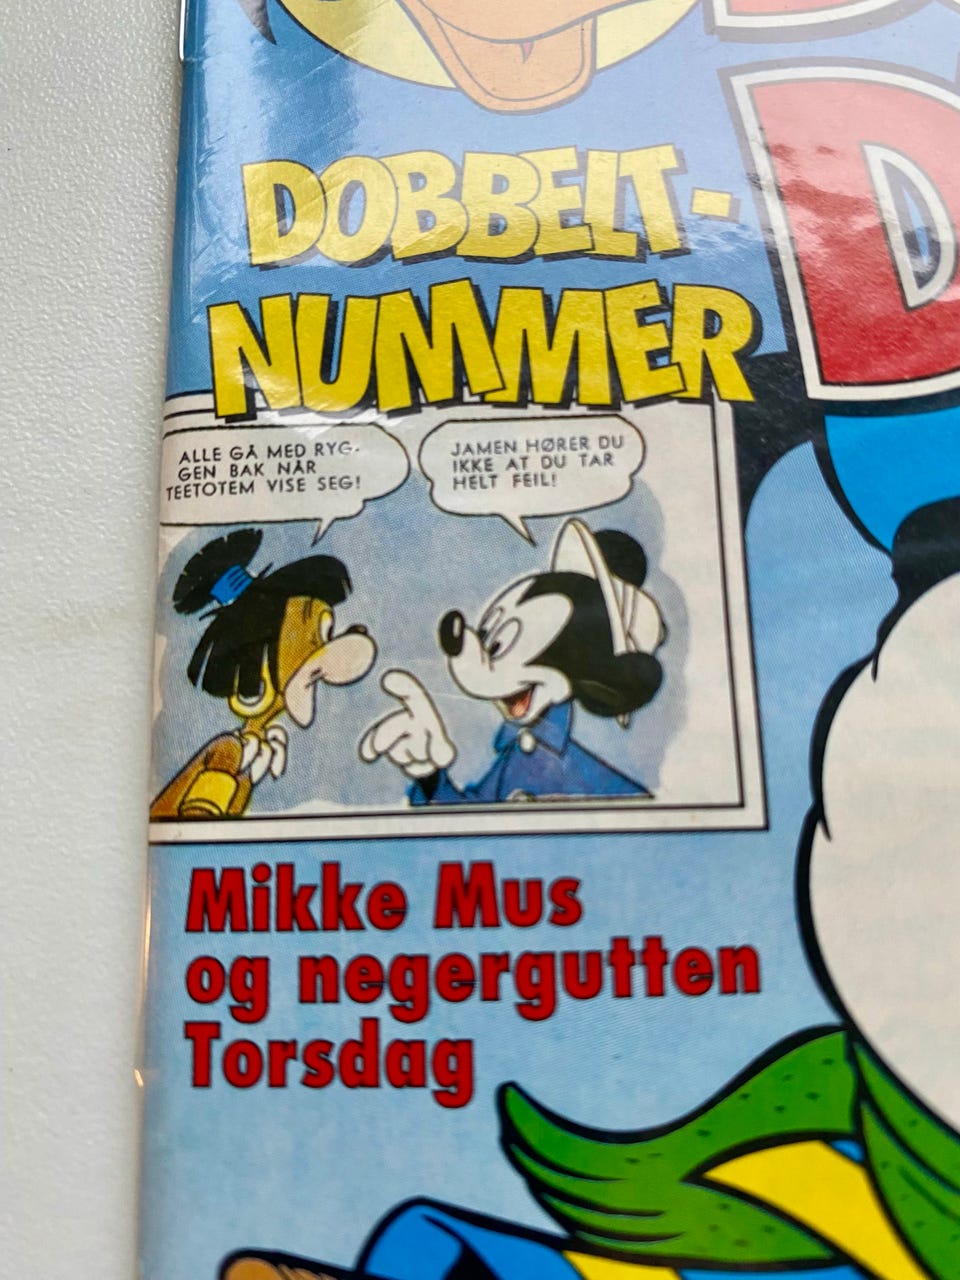 DOBBELT-
NUMMER
ALLE GÅ MED RYG-
GEN BAK NÅR
TEETOTEM VISE SEG!
JAMEN HØRER DU
IKKE AT DU TAR
HELT FEIL!
Mikke Mus
og negergutten
Torsdag